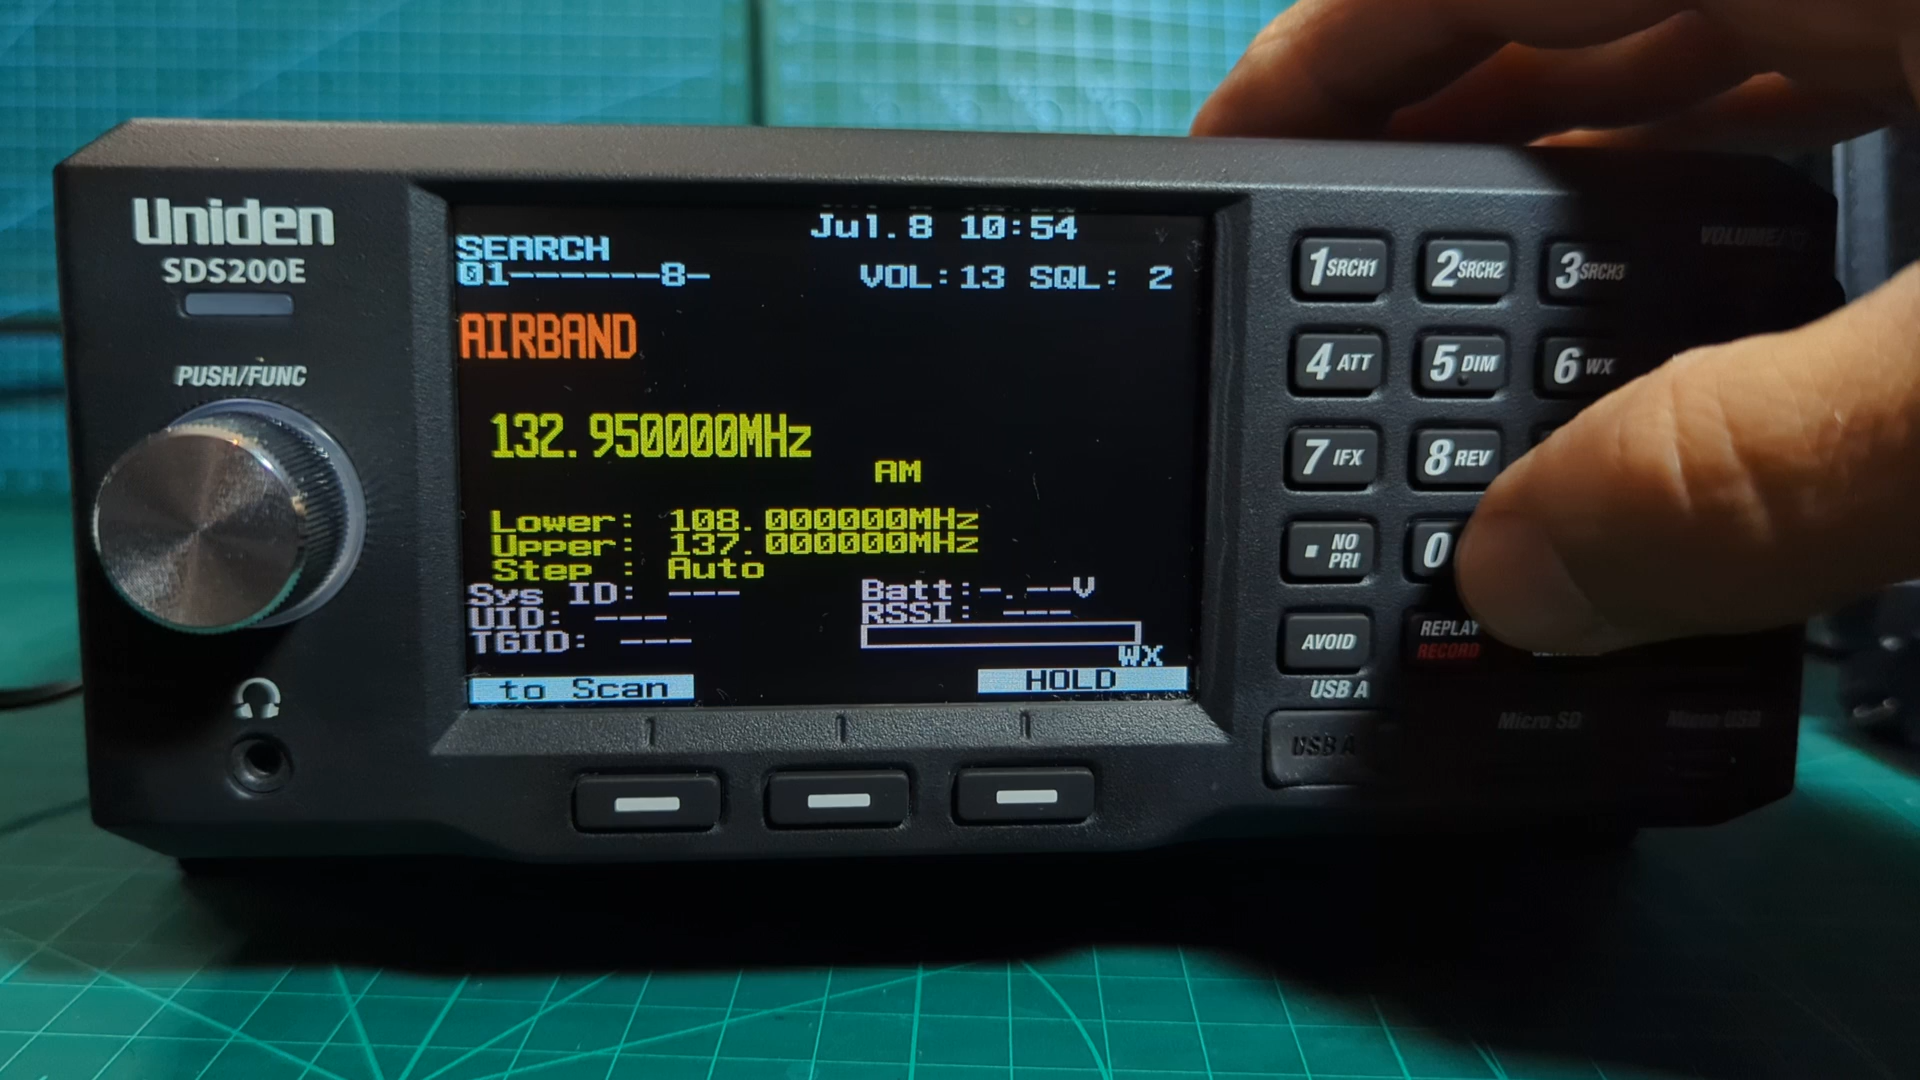 Uniden
SDS200E
PUSH/FUNC
Jul.8 10:54
SEARCH
01------8-
VOL:13 SQL: 2
AIRBAND
132.950000MHz
AM
Lower: 108.000000MHz
Upper: 137.000000MHz
Step : Auto
Sys ID: ---
Batt:-.--V
UID: ---
RSSI: ---
TGID: ---
WX
to Scan
HOLD
1 SRCH1
2 SRCH2
3 SRCH3
4 ATT
5 DIM
6 WX
7 IFX
8 REV
. NO PRI
0
AVOID
REPLAY
RECORD
USB A
USB A
Micro SD
Micro USB
VOLUME/